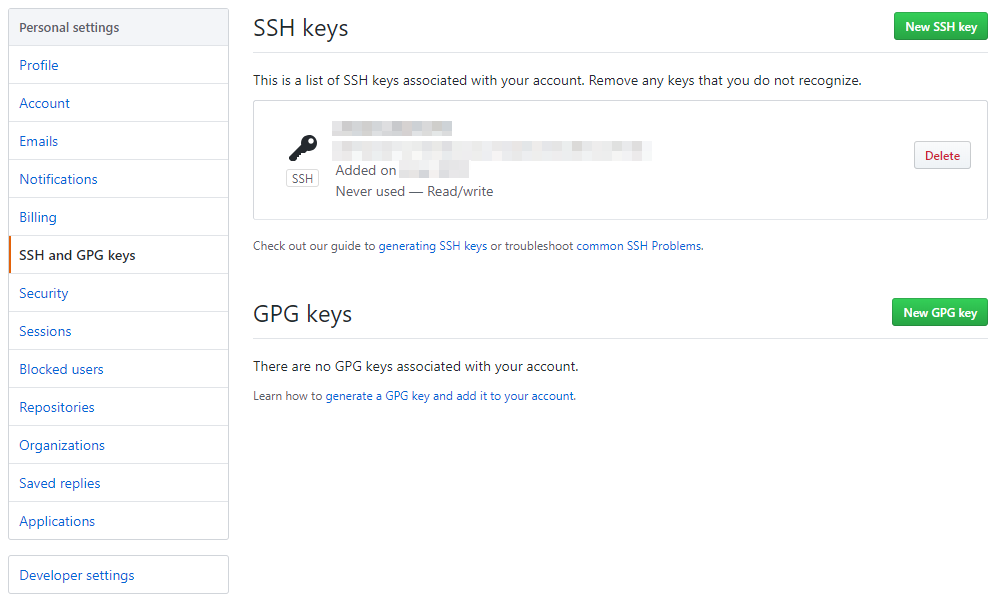 Personal settings
Profile
Account
Emails
Notifications
Billing
SSH and GPG keys
Security
Sessions
Blocked users
Repositories
Organizations
Saved replies
Applications
Developer settings
SSH keys
New SSH key
This is a list of SSH keys associated with your account. Remove any keys that you do not recognize.
SSH
Added on
Never used — Read/write
Delete
Check out our guide to generating SSH keys or troubleshoot common SSH Problems.
GPG keys
New GPG key
There are no GPG keys associated with your account.
Learn how to generate a GPG key and add it to your account.